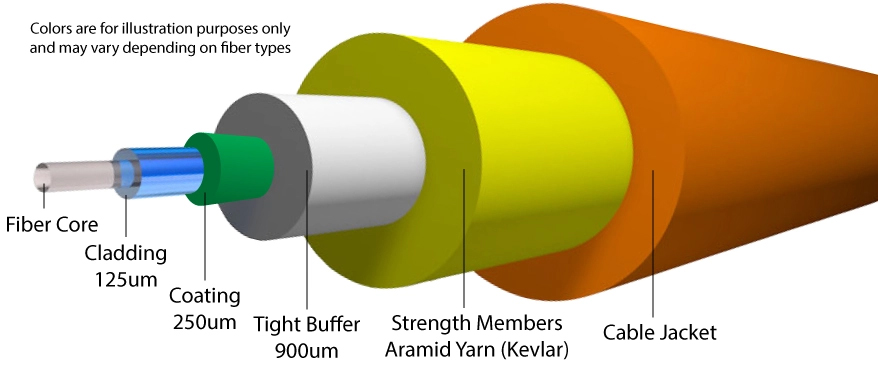 Colors are for illustration purposes only
and may vary depending on fiber types
Fiber Core
Cladding
125um
Coating
250um
Tight Buffer
900um
Strength Members
Aramid Yarn (Kevlar)
Cable Jacket